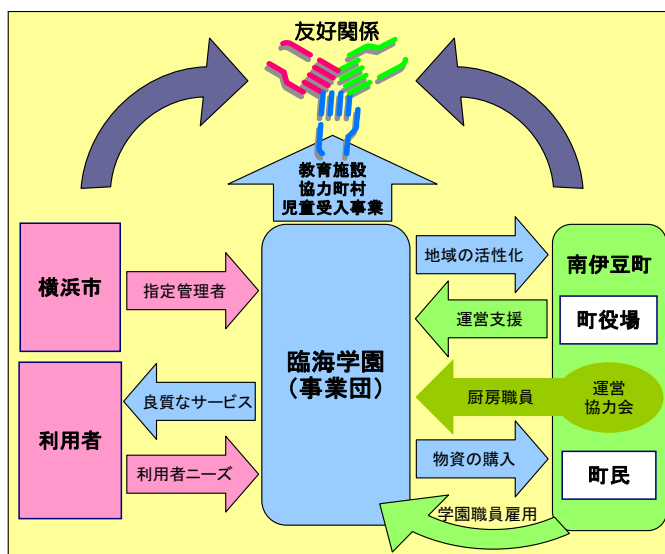 友好関係
教育施設
協力町村
児童受入事業
横浜市
指定管理者
地域の活性化
南伊豆町
運営支援
町役場
臨海学園
（事業団）
良質なサービス
厨房職員
運営
協力会
利用者
利用者ニーズ
物資の購入
町民
学園職員雇用